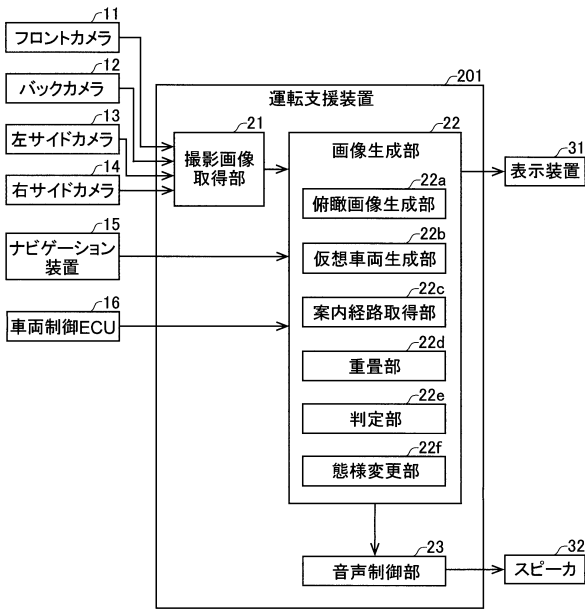 11
フロントカメラ
12
バックカメラ
13
左サイドカメラ
14
右サイドカメラ
15
ナビゲーション
装置
16
車両制御ECU
201
運転支援装置
21
撮影画像
取得部
22
画像生成部
22a
俯瞰画像生成部
22b
仮想車両生成部
22c
案内経路取得部
22d
重畳部
22e
判定部
22f
態様変更部
23
音声制御部
31
表示装置
32
スピーカ